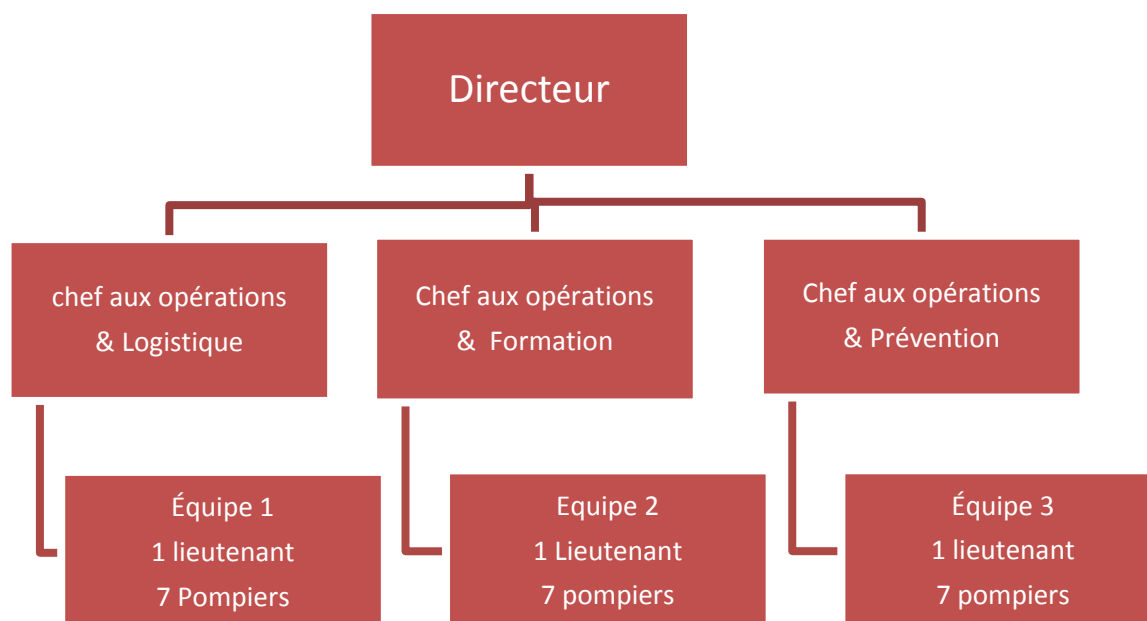 Directeur
chef aux opérations
& Logistique
Chef aux opérations
& Formation
Chef aux opérations
& Prévention
Équipe 1
1 lieutenant
7 Pompiers
Equipe 2
1 Lieutenant
7 pompiers
Équipe 3
1 lieutenant
7 pompiers